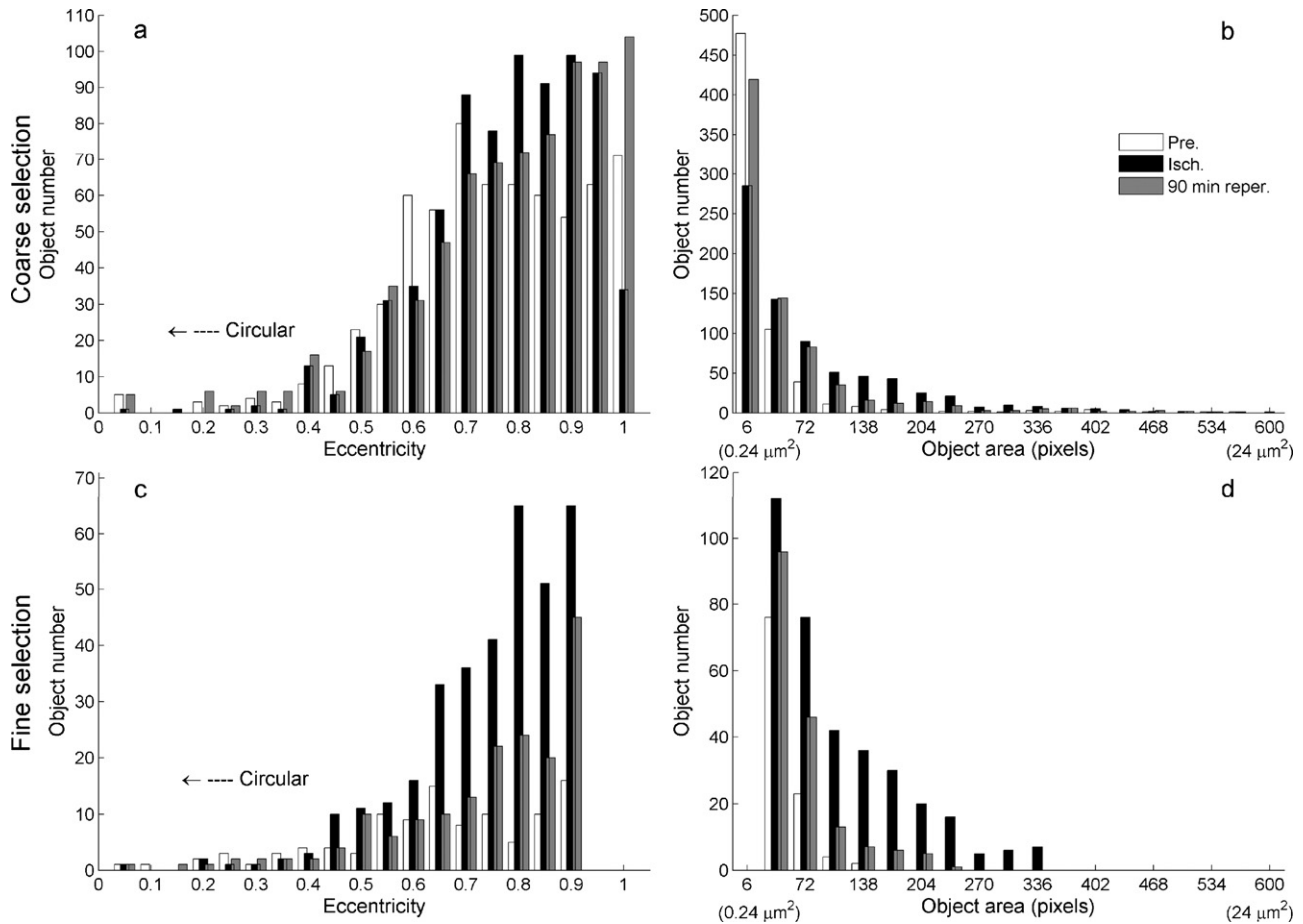 Coarse selection
a
Object number
110
100
90
80
70
60
50
40
30
20
10
0
← ---- Circular
0 0.1 0.2 0.3 0.4 0.5 0.6 0.7 0.8 0.9 1
Eccentricity
b
Object number
500
450
400
350
300
250
200
150
100
50
0
Pre.
Isch.
90 min reper.
6 72 138 204 270 336 402 468 534 600
(0.24 μm²) Object area (pixels) (24 μm²)
Fine selection
c
Object number
70
60
50
40
30
20
10
0
← ---- Circular
0 0.1 0.2 0.3 0.4 0.5 0.6 0.7 0.8 0.9 1
Eccentricity
d
Object number
120
100
80
60
40
20
0
6 72 138 204 270 336 402 468 534 600
(0.24 μm²) Object area (pixels) (24 μm²)